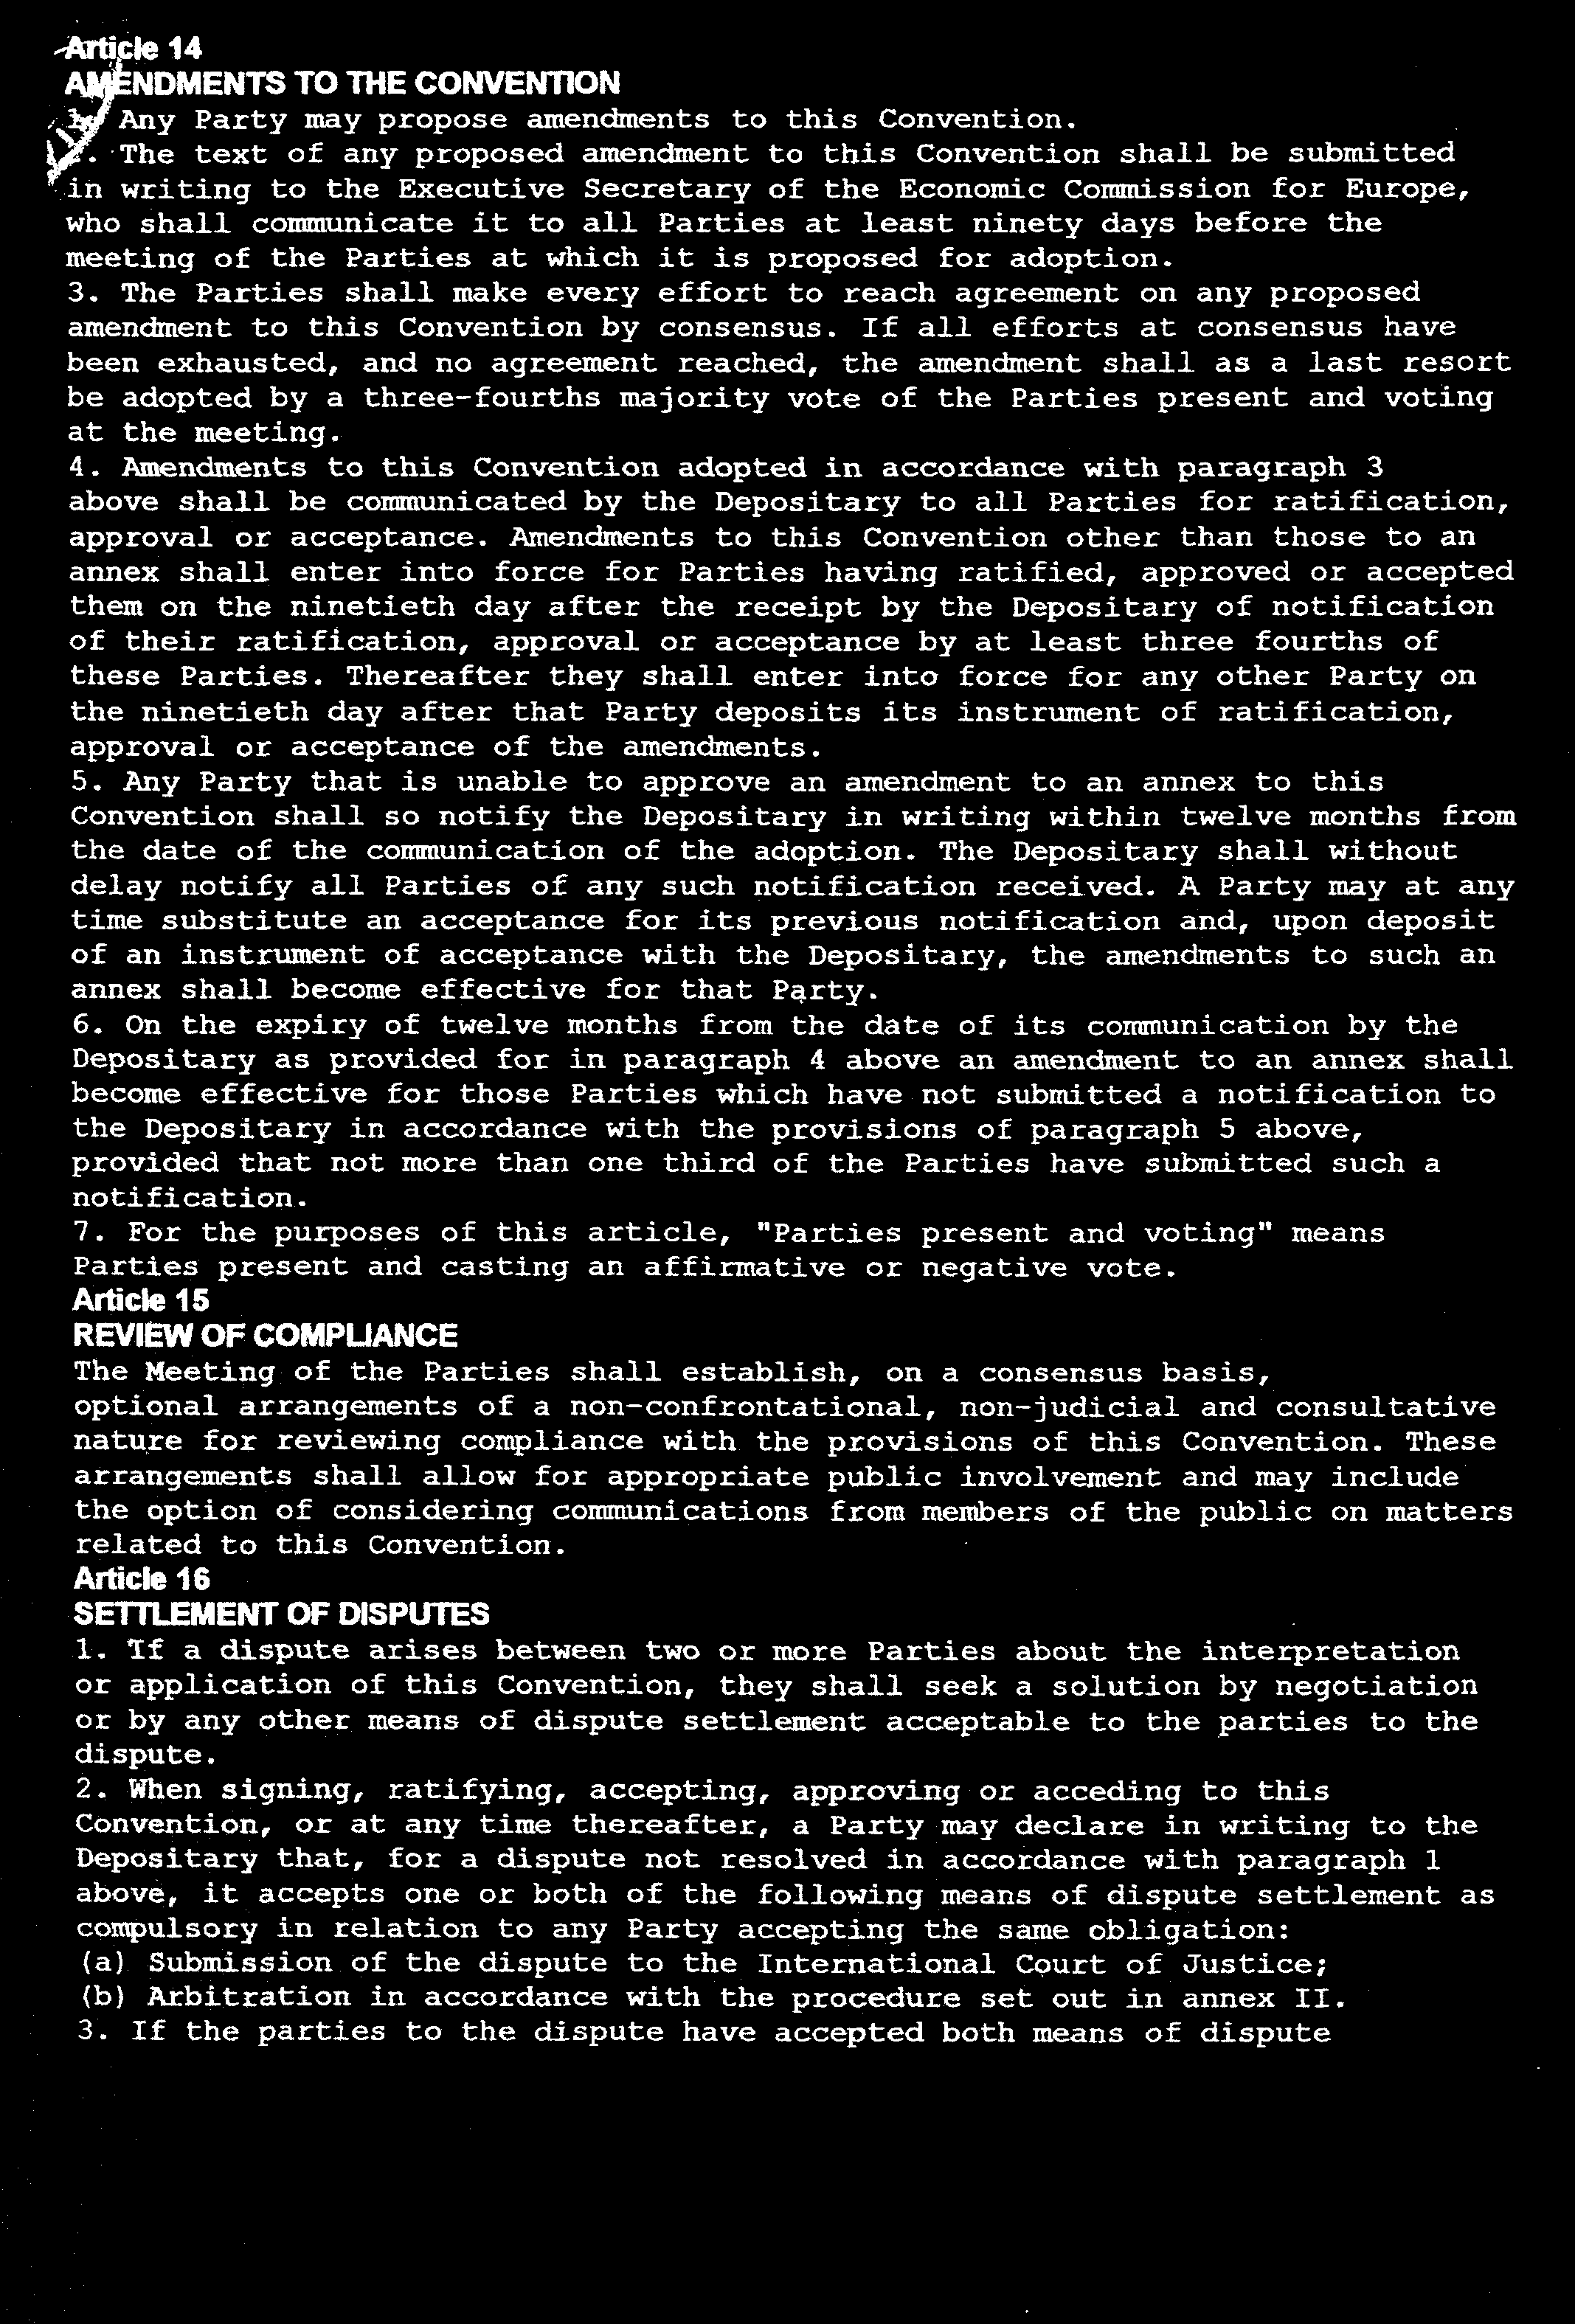 Article 14
AMENDMENTS TO THE CONVENTION
Any Party may propose amendments to this Convention.
The text of any proposed amendment to this Convention shall be submitted
in writing to the Executive Secretary of the Economic Commission for Europe,
who shall communicate it to all Parties at least ninety days before the
meeting of the Parties at which it is proposed for adoption.
3. The Parties shall make every effort to reach agreement on any proposed
amendment to this Convention by consensus. If all efforts at consensus have
been exhausted, and no agreement reached, the amendment shall as a last resort
be adopted by a three-fourths majority vote of the Parties present and voting
at the meeting.
4. Amendments to this Convention adopted in accordance with paragraph 3
above shall be communicated by the Depositary to all Parties for ratification,
approval or acceptance. Amendments to this Convention other than those to an
annex shall enter into force for Parties having ratified, approved or accepted
them on the ninetieth day after the receipt by the Depositary of notification
of their ratification, approval or acceptance by at least three fourths of
these Parties. Thereafter they shall enter into force for any other Party on
the ninetieth day after that Party deposits its instrument of ratification,
approval or acceptance of the amendments.
5. Any Party that is unable to approve an amendment to an annex to this
Convention shall so notify the Depositary in writing within twelve months from
the date of the communication of the adoption. The Depositary shall without
delay notify all Parties of any such notification received. A Party may at any
time substitute an acceptance for its previous notification and, upon deposit
of an instrument of acceptance with the Depositary, the amendments to such an
annex shall become effective for that Party.
6. On the expiry of twelve months from the date of its communication by the
Depositary as provided for in paragraph 4 above an amendment to an annex shall
become effective for those Parties which have not submitted a notification to
the Depositary in accordance with the provisions of paragraph 5 above,
provided that not more than one third of the Parties have submitted such a
notification.
7. For the purposes of this article, "Parties present and voting" means
Parties present and casting an affirmative or negative vote.
Article 15
REVIEW OF COMPLIANCE
The Meeting of the Parties shall establish, on a consensus basis,
optional arrangements of a non-confrontational, non-judicial and consultative
nature for reviewing compliance with the provisions of this Convention. These
arrangements shall allow for appropriate public involvement and may include
the option of considering communications from members of the public on matters
related to this Convention.
Article 16
SETTLEMENT OF DISPUTES
1. If a dispute arises between two or more Parties about the interpretation
or application of this Convention, they shall seek a solution by negotiation
or by any other means of dispute settlement acceptable to the parties to the
dispute.
2. When signing, ratifying, accepting, approving or acceding to this
Convention, or at any time thereafter, a Party may declare in writing to the
Depositary that, for a dispute not resolved in accordance with paragraph 1
above, it accepts one or both of the following means of dispute settlement as
compulsory in relation to any Party accepting the same obligation:
(a) Submission of the dispute to the International Court of Justice;
(b) Arbitration in accordance with the procedure set out in annex II.
3. If the parties to the dispute have accepted both means of dispute